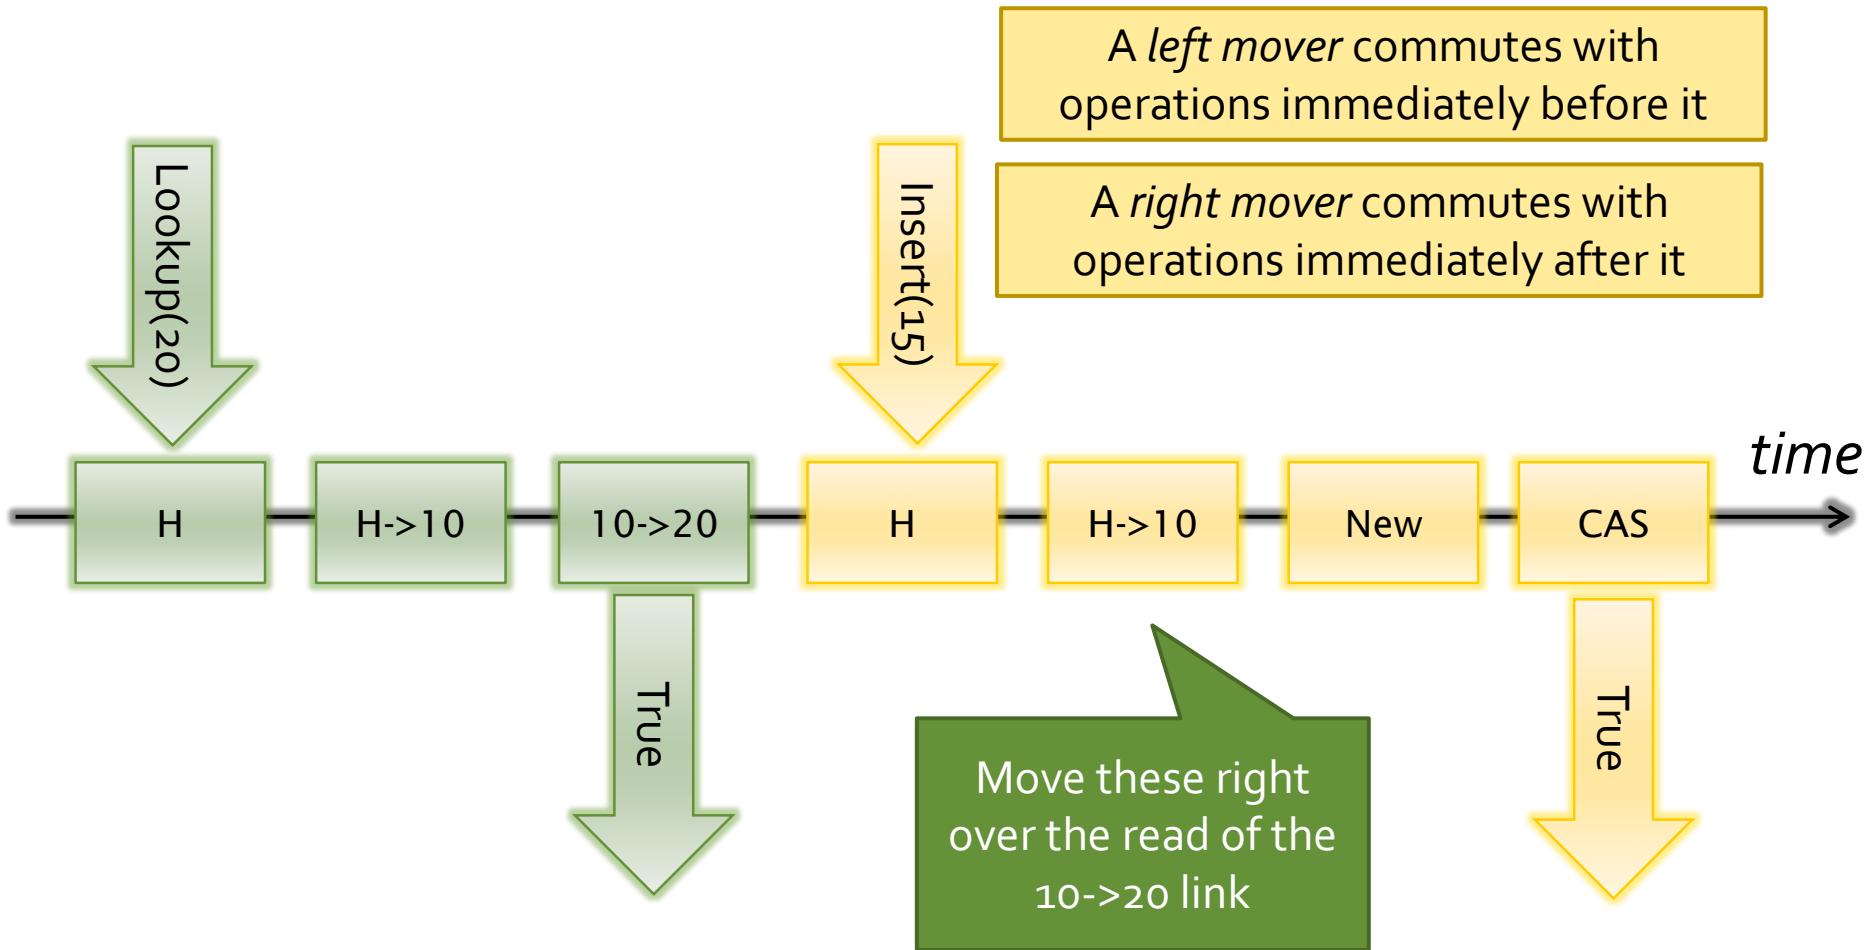 A left mover commutes with
operations immediately before it
A right mover commutes with
operations immediately after it
Lookup(20)
Insert(15)
time
H
H->10
10->20
H
H->10
New
CAS
True
True
Move these right
over the read of the
10->20 link